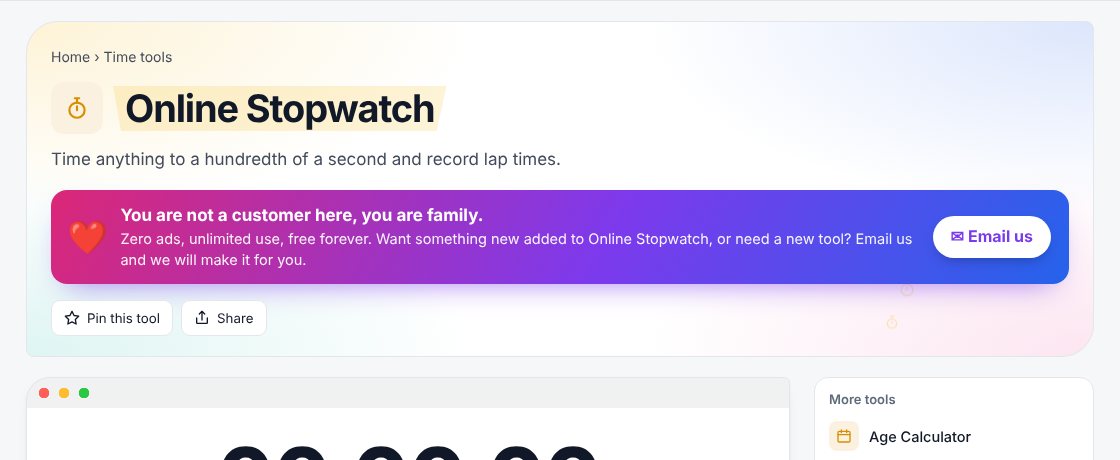 Home › Time tools
Online Stopwatch
Time anything to a hundredth of a second and record lap times.
You are not a customer here, you are family.
Zero ads, unlimited use, free forever. Want something new added to Online Stopwatch, or need a new tool? Email us
and we will make it for you.
✉ Email us
Pin this tool
Share
More tools
Age Calculator